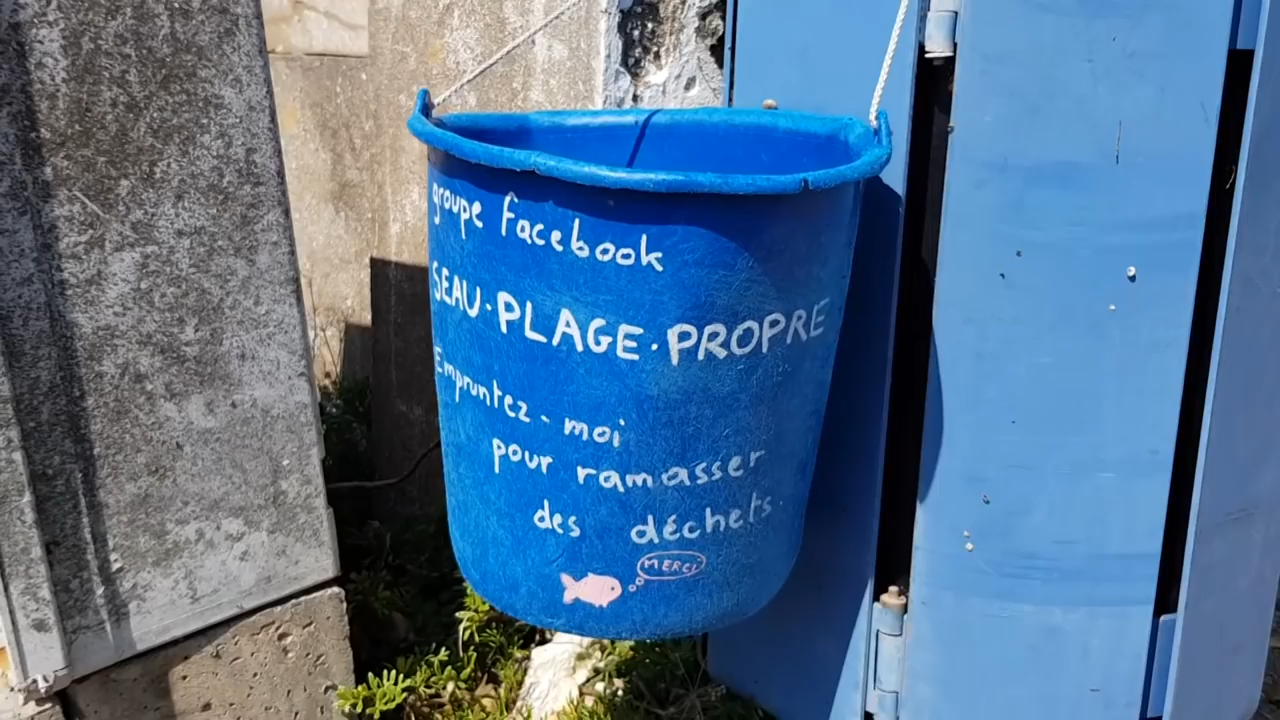 groupe facebook
SEAU·PLAGE·PROPRE
Empruntez-moi
pour ramasser
des déchets.
MERCI